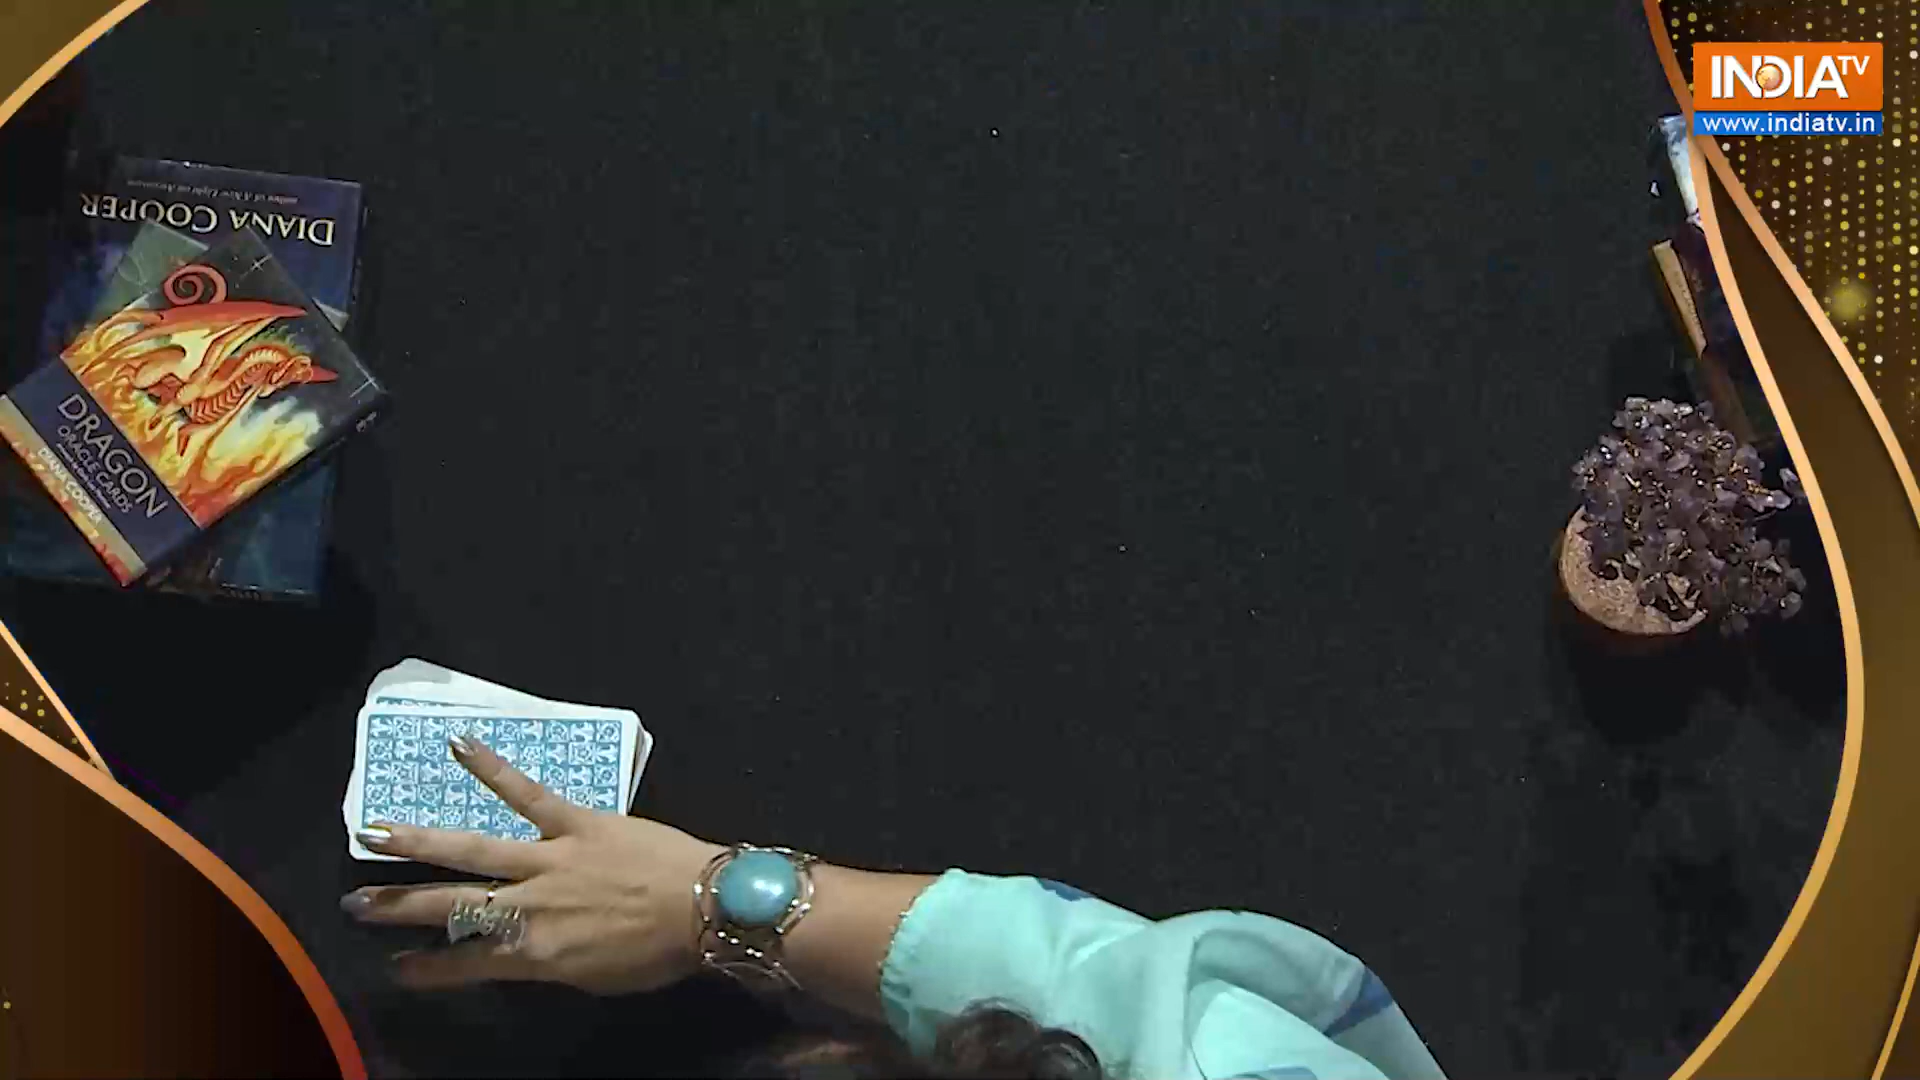 INDIA TV
www.indiatv.in
DIANA COOPER
DRAGON
ORACLE CARDS
DIANA COOPER